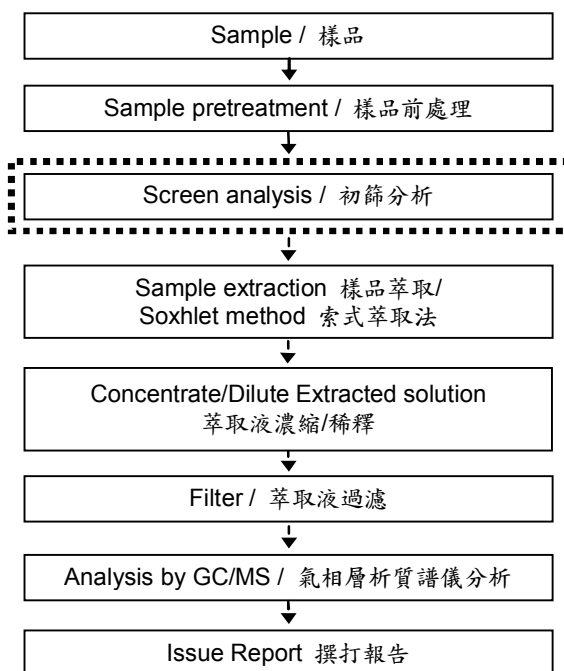 Sample / 樣品
Sample pretreatment / 樣品前處理
Screen analysis / 初篩分析
Sample extraction 樣品萃取/
Soxhlet method 索式萃取法
Concentrate/Dilute Extracted solution
萃取液濃縮/稀釋
Filter / 萃取液過濾
Analysis by GC/MS / 氣相層析質譜儀分析
Issue Report 撰打報告